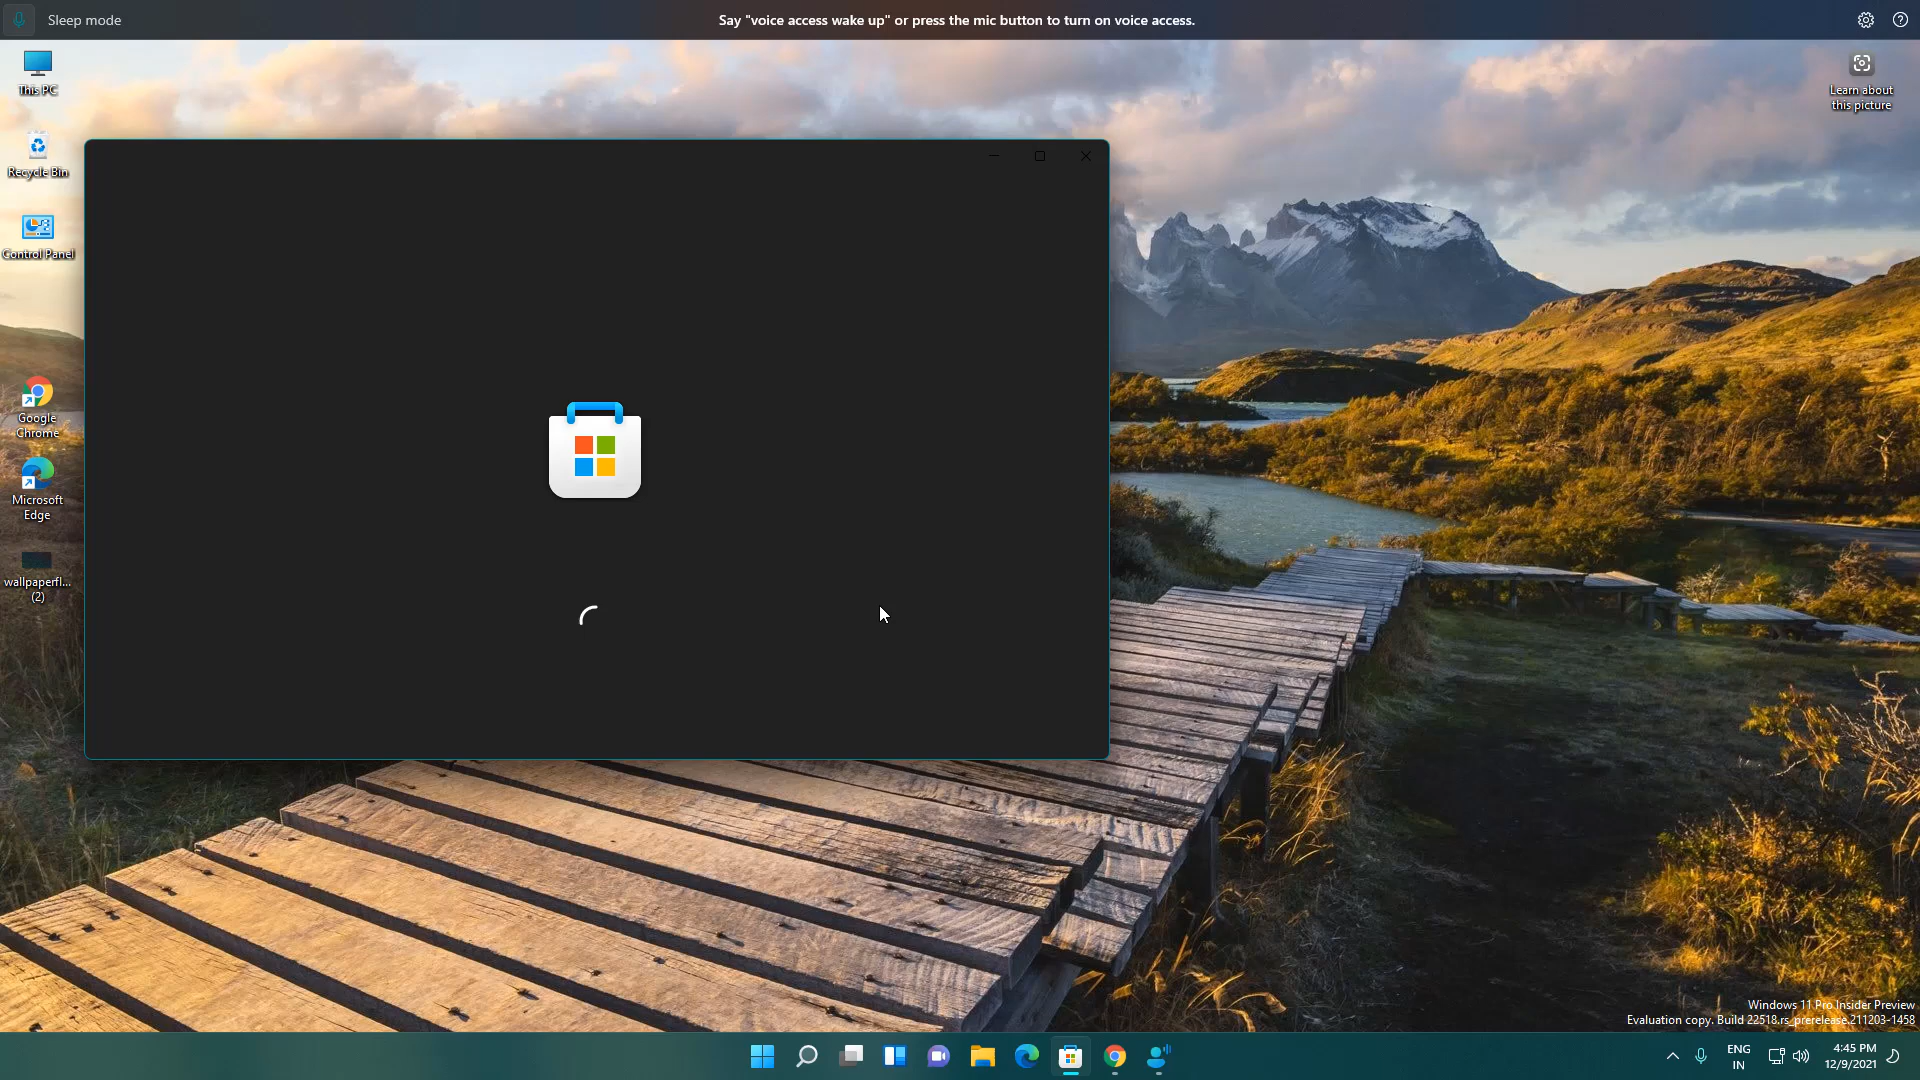 Sleep mode
Say "voice access wake up" or press the mic button to turn on voice access.
This PC
Recycle Bin
Control Panel
Google
Chrome
Microsoft
Edge
wallpaperfl...
(2)
Learn about
this picture
Windows 11 Pro Insider Preview
Evaluation copy. Build 22518.rs_prerelease.211203-1458
ENG
IN
4:45 PM
12/9/2021